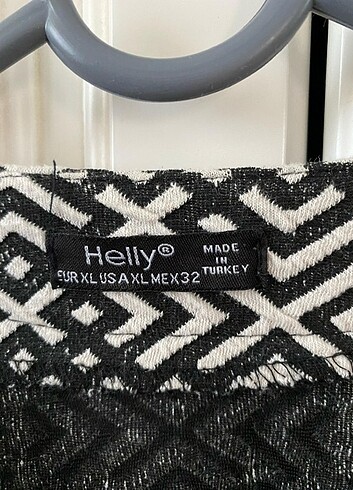 Helly®
MADE
IN
TURKEY
EUR XL USA XL MEX 32